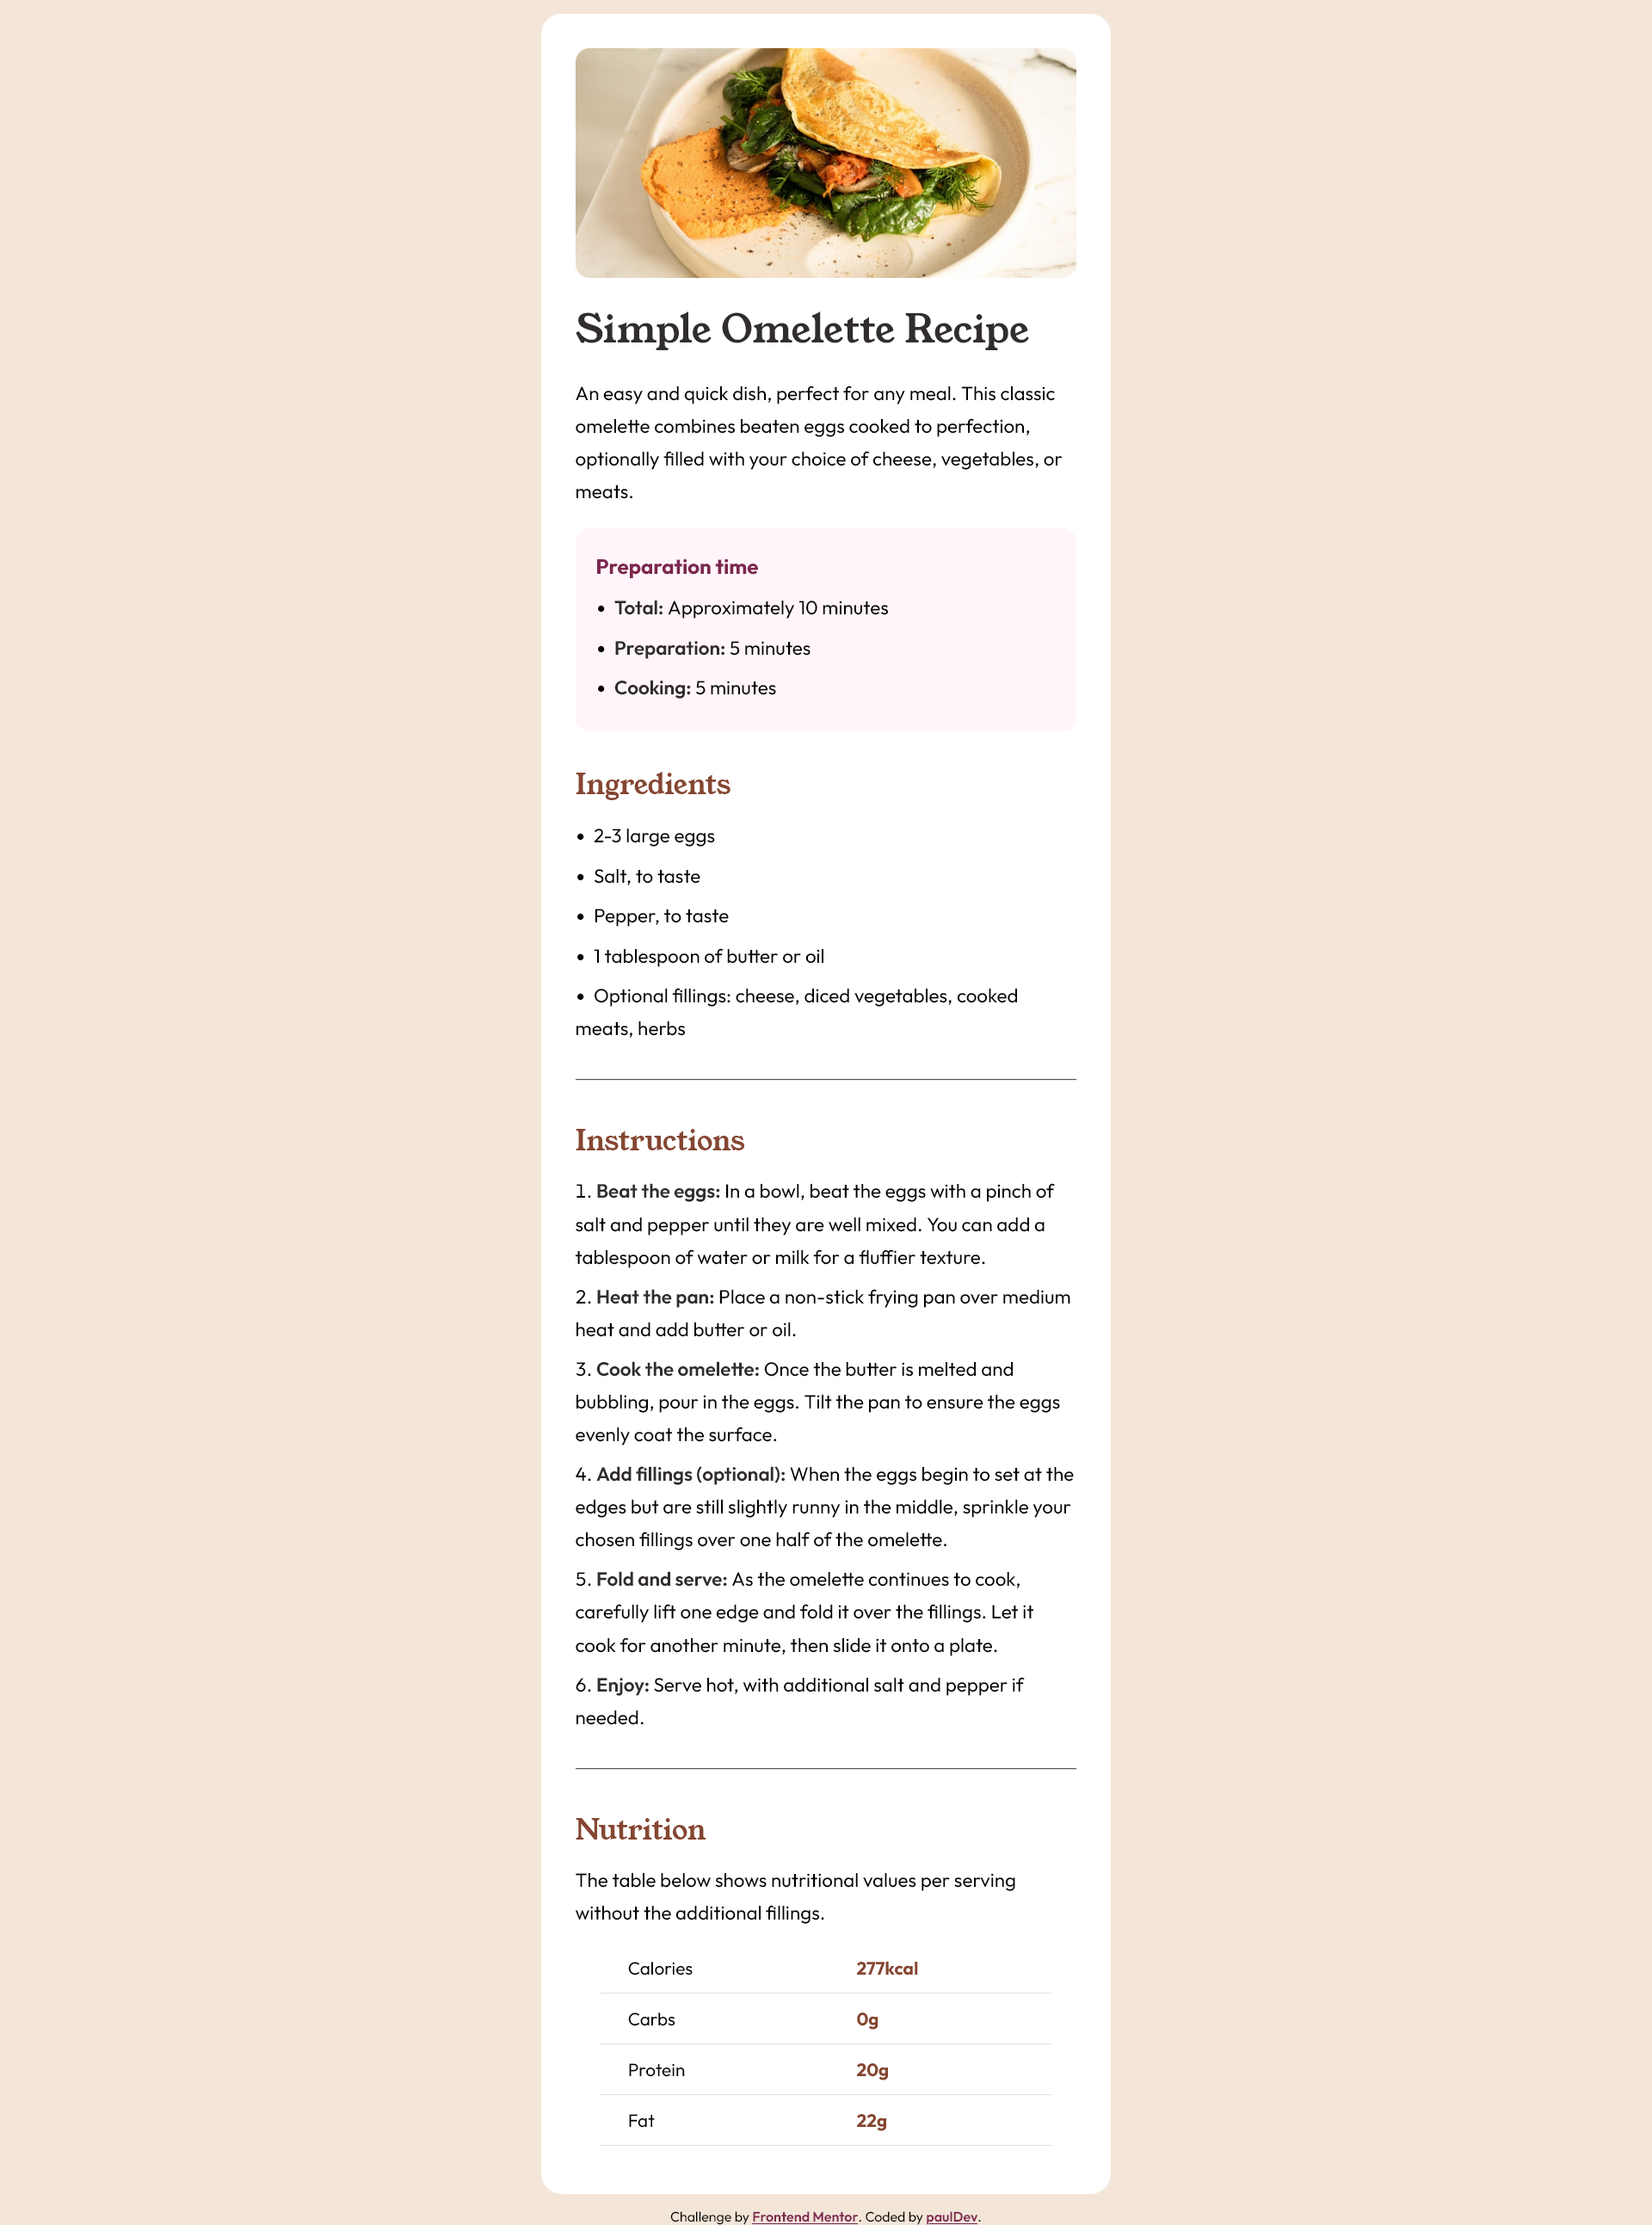 Simple Omelette Recipe
An easy and quick dish, perfect for any meal. This classic
omelette combines beaten eggs cooked to perfection,
optionally filled with your choice of cheese, vegetables, or
meats.
Preparation time
• Total: Approximately 10 minutes
• Preparation: 5 minutes
• Cooking: 5 minutes
Ingredients
• 2-3 large eggs
• Salt, to taste
• Pepper, to taste
• 1 tablespoon of butter or oil
• Optional fillings: cheese, diced vegetables, cooked
meats, herbs
Instructions
1. Beat the eggs: In a bowl, beat the eggs with a pinch of
salt and pepper until they are well mixed. You can add a
tablespoon of water or milk for a fluffier texture.
2. Heat the pan: Place a non-stick frying pan over medium
heat and add butter or oil.
3. Cook the omelette: Once the butter is melted and
bubbling, pour in the eggs. Tilt the pan to ensure the eggs
evenly coat the surface.
4. Add fillings (optional): When the eggs begin to set at the
edges but are still slightly runny in the middle, sprinkle your
chosen fillings over one half of the omelette.
5. Fold and serve: As the omelette continues to cook,
carefully lift one edge and fold it over the fillings. Let it
cook for another minute, then slide it onto a plate.
6. Enjoy: Serve hot, with additional salt and pepper if
needed.
Nutrition
The table below shows nutritional values per serving
without the additional fillings.
Calories 277kcal
Carbs 0g
Protein 20g
Fat 22g
Challenge by Frontend Mentor. Coded by paulDev.